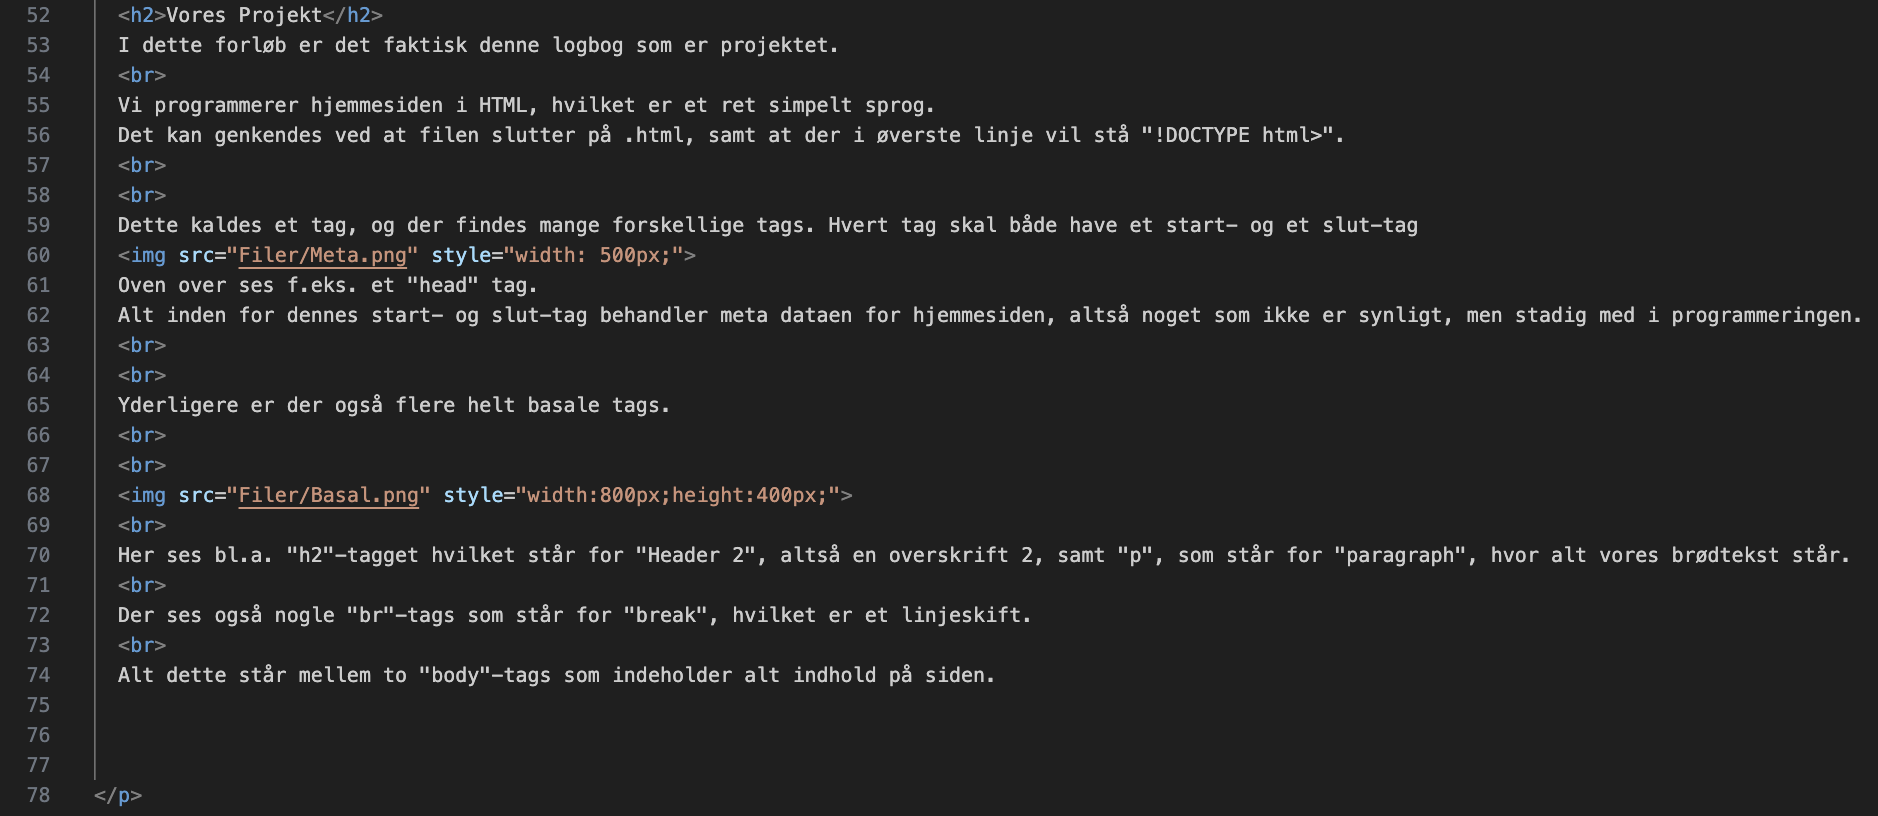 52 <h2>Vores Projekt</h2>
53 I dette forløb er det faktisk denne logbog som er projektet.
54 <br>
55 Vi programmerer hjemmesiden i HTML, hvilket er et ret simpelt sprog.
56 Det kan genkendes ved at filen slutter på .html, samt at der i øverste linje vil stå "!DOCTYPE html>".
57 <br>
58 <br>
59 Dette kaldes et tag, og der findes mange forskellige tags. Hvert tag skal både have et start- og et slut-tag
60 <img src="Filer/Meta.png" style="width: 500px;">
61 Oven over ses f.eks. et "head" tag.
62 Alt inden for dennes start- og slut-tag behandler meta dataen for hjemmesiden, altså noget som ikke er synligt, men stadig med i programmeringen.
63 <br>
64 <br>
65 Yderligere er der også flere helt basale tags.
66 <br>
67 <br>
68 <img src="Filer/Basal.png" style="width:800px;height:400px;">
69 <br>
70 Her ses bl.a. "h2"-tagget hvilket står for "Header 2", altså en overskrift 2, samt "p", som står for "paragraph", hvor alt vores brødtekst står.
71 <br>
72 Der ses også nogle "br"-tags som står for "break", hvilket er et linjeskift.
73 <br>
74 Alt dette står mellem to "body"-tags som indeholder alt indhold på siden.
75
76
77
78 </p>